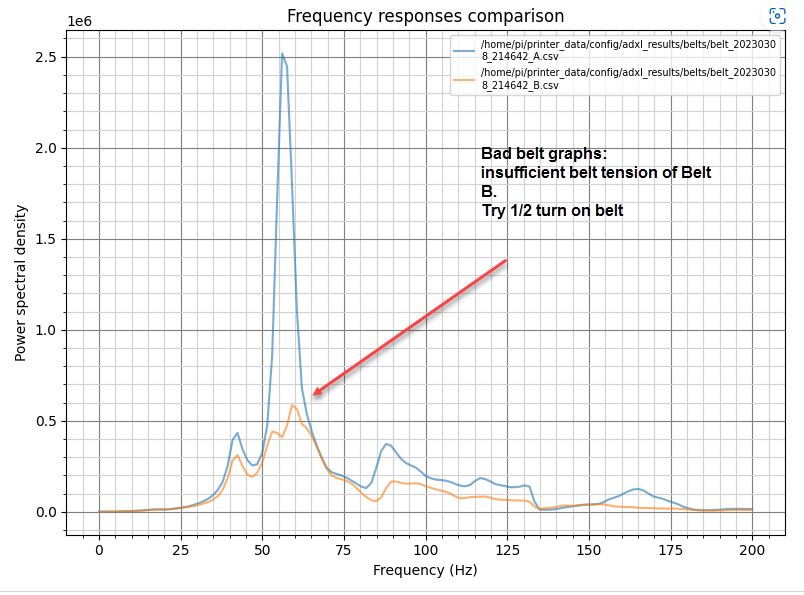 Frequency responses comparison
1e6
/home/pi/printer_data/config/adxl_results/belts/belt_2023030
8_214642_A.csv
/home/pi/printer_data/config/adxl_results/belts/belt_2023030
8_214642_B.csv
Bad belt graphs:
insufficient belt tension of Belt
B.
Try 1/2 turn on belt
Power spectral density
2.5
2.0
1.5
1.0
0.5
0.0
0 25 50 75 100 125 150 175 200
Frequency (Hz)